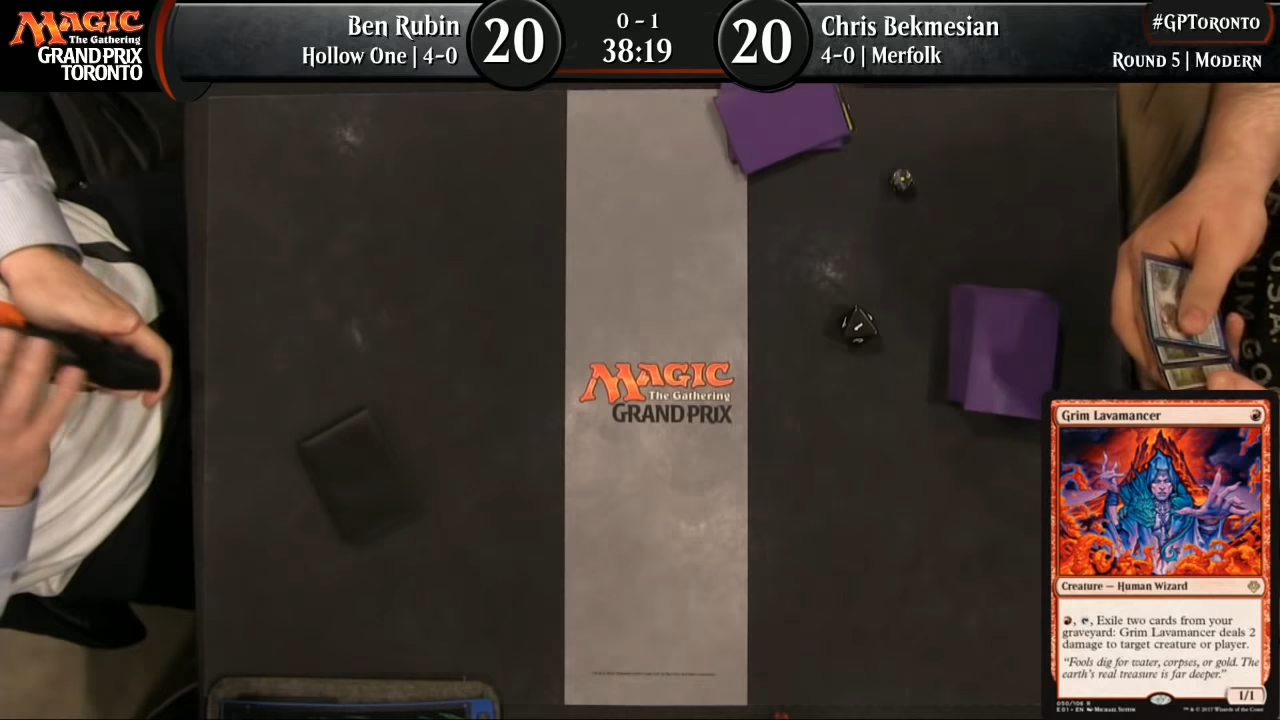 MAGIC
The Gathering
GRAND PRIX
TORONTO
Ben Rubin
Hollow One | 4-0
20
0 - 1
38:19
20
Chris Bekmesian
4-0 | Merfolk
#GPTORONTO
ROUND 5 | MODERN
MAGIC
The Gathering
GRAND PRIX
Grim Lavamancer
Creature — Human Wizard
, , Exile two cards from your
graveyard: Grim Lavamancer deals 2
damage to target creature or player.
"Fools dig for water, corpses, or gold. The
earth's real treasure is far deeper."
1/1